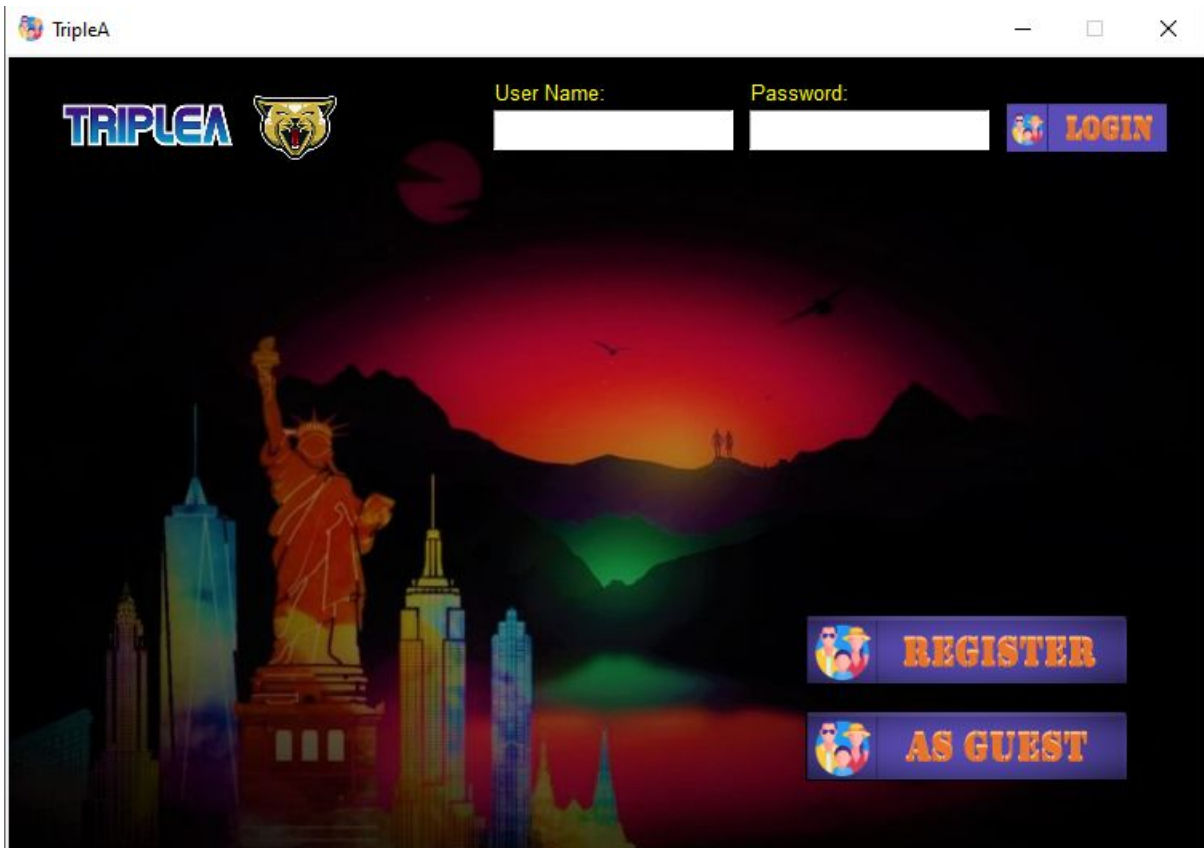 TripleA
TRIPLEA
User Name:
Password:
LOGIN
REGISTER
AS GUEST